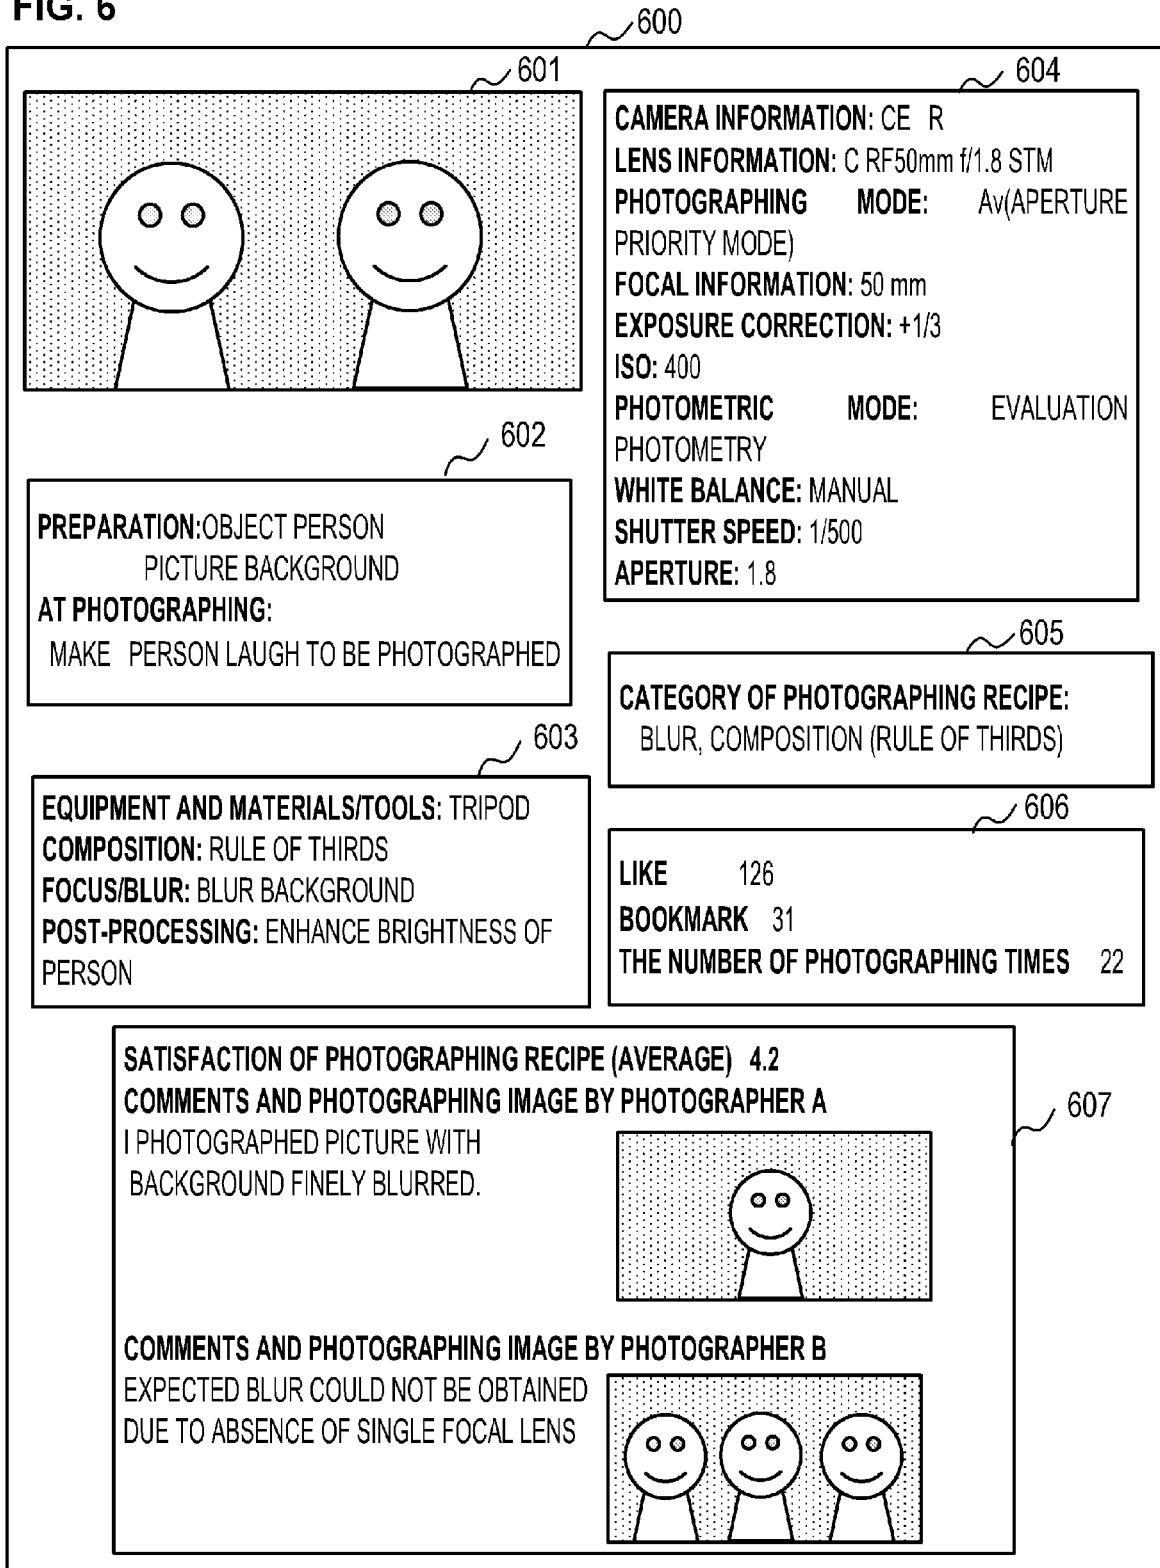 FIG. 6
600
601
604
CAMERA INFORMATION: CE R
LENS INFORMATION: C RF50mm f/1.8 STM
PHOTOGRAPHING MODE: Av(APERTURE
PRIORITY MODE)
FOCAL INFORMATION: 50 mm
EXPOSURE CORRECTION: +1/3
ISO: 400
PHOTOMETRIC MODE: EVALUATION
PHOTOMETRY
WHITE BALANCE: MANUAL
SHUTTER SPEED: 1/500
APERTURE: 1.8
602
PREPARATION:OBJECT PERSON
PICTURE BACKGROUND
AT PHOTOGRAPHING:
MAKE PERSON LAUGH TO BE PHOTOGRAPHED
605
CATEGORY OF PHOTOGRAPHING RECIPE:
BLUR, COMPOSITION (RULE OF THIRDS)
603
EQUIPMENT AND MATERIALS/TOOLS: TRIPOD
COMPOSITION: RULE OF THIRDS
FOCUS/BLUR: BLUR BACKGROUND
POST-PROCESSING: ENHANCE BRIGHTNESS OF
PERSON
606
LIKE 126
BOOKMARK 31
THE NUMBER OF PHOTOGRAPHING TIMES 22
607
SATISFACTION OF PHOTOGRAPHING RECIPE (AVERAGE) 4.2
COMMENTS AND PHOTOGRAPHING IMAGE BY PHOTOGRAPHER A
I PHOTOGRAPHED PICTURE WITH
BACKGROUND FINELY BLURRED.
COMMENTS AND PHOTOGRAPHING IMAGE BY PHOTOGRAPHER B
EXPECTED BLUR COULD NOT BE OBTAINED
DUE TO ABSENCE OF SINGLE FOCAL LENS